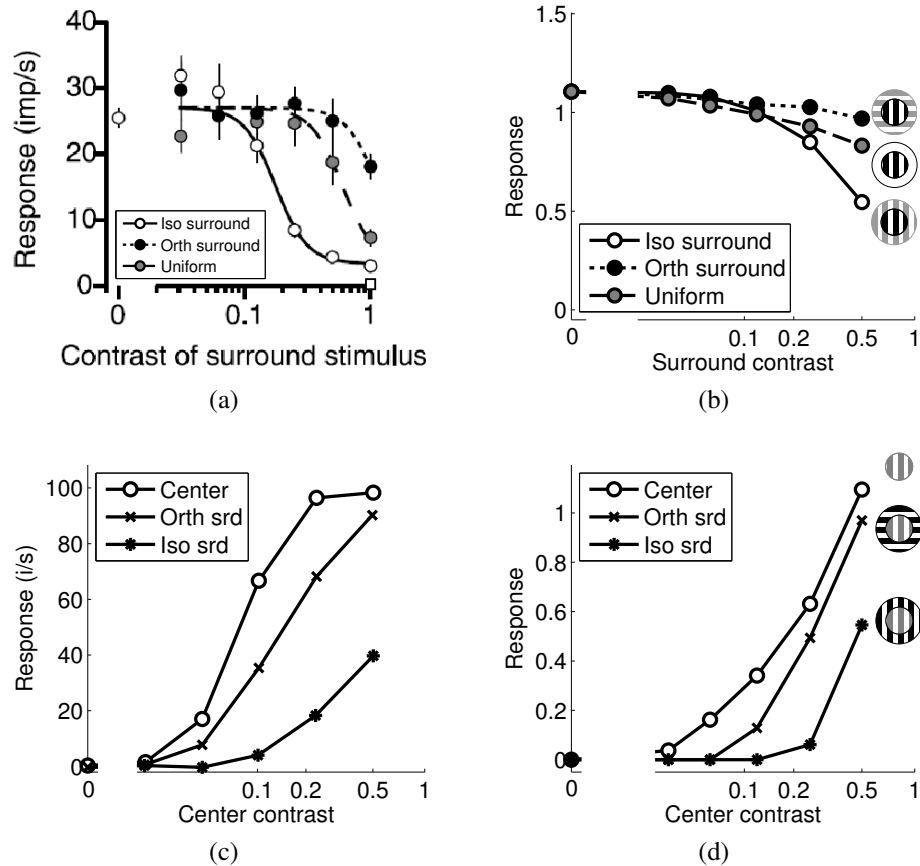 40
30
20
10
0
Response (imp/s)
Iso surround
Orth surround
Uniform
0 0.1 1
Contrast of surround stimulus
(a)
1.5
1
0.5
0
Response
Iso surround
Orth surround
Uniform
0 0.1 0.2 0.5 1
Surround contrast
(b)
100
80
60
40
20
0
Response (i/s)
Center
Orth srd
Iso srd
0 0.1 0.2 0.5 1
Center contrast
(c)
1
0.8
0.6
0.4
0.2
0
Response
Center
Orth srd
Iso srd
0 0.1 0.2 0.5 1
Center contrast
(d)